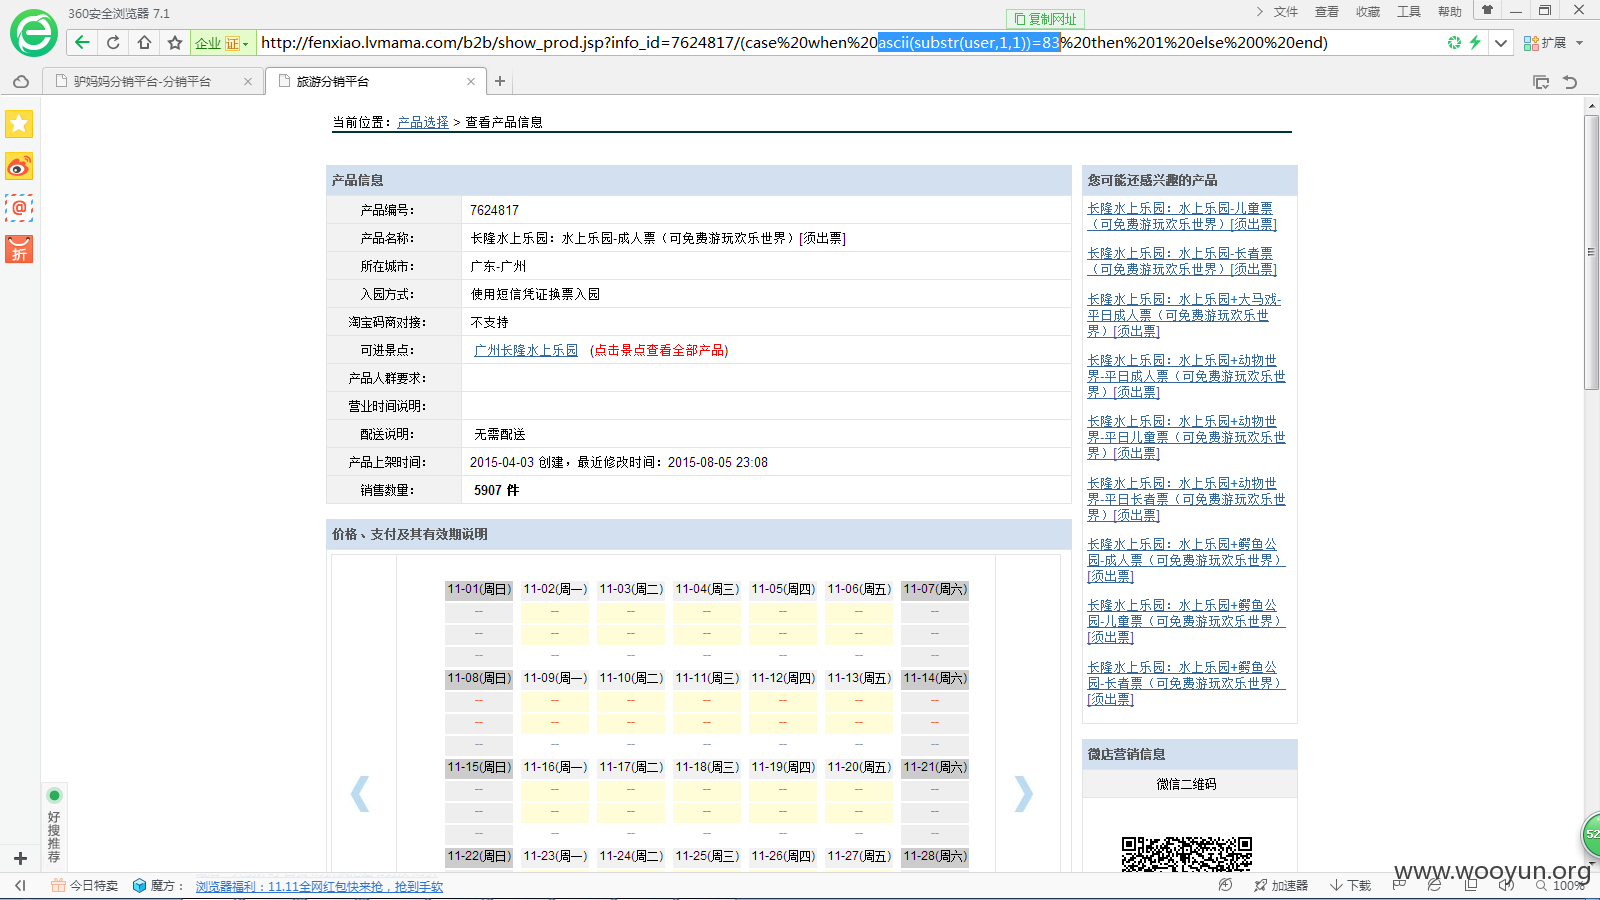 360安全浏览器 7.1
复制网址
文件 查看 收藏 工具 帮助
企业 证 http://fenxiao.lvmama.com/b2b/show_prod.jsp?info_id=7624817/(case%20when%20ascii(substr(user,1,1))=83%20then%201%20else%200%20end)
扩展
驴妈妈分销平台-分销平台
旅游分销平台
当前位置：产品选择 > 查看产品信息
产品信息
产品编号： 7624817
产品名称： 长隆水上乐园：水上乐园-成人票（可免费游玩欢乐世界）[须出票]
所在城市： 广东-广州
入园方式： 使用短信凭证换票入园
淘宝码商对接： 不支持
可进景点： 广州长隆水上乐园 (点击景点查看全部产品)
产品人群要求：
营业时间说明：
配送说明： 无需配送
产品上架时间： 2015-04-03 创建，最近修改时间：2015-08-05 23:08
销售数量： 5907 件
价格、支付及其有效期说明
11-01(周日) 11-02(周一) 11-03(周二) 11-04(周三) 11-05(周四) 11-06(周五) 11-07(周六)
-- -- -- -- -- -- --
-- -- -- -- -- -- --
-- -- -- -- -- -- --
11-08(周日) 11-09(周一) 11-10(周二) 11-11(周三) 11-12(周四) 11-13(周五) 11-14(周六)
-- -- -- -- -- -- --
-- -- -- -- -- -- --
-- -- -- -- -- -- --
11-15(周日) 11-16(周一) 11-17(周二) 11-18(周三) 11-19(周四) 11-20(周五) 11-21(周六)
-- -- -- -- -- -- --
-- -- -- -- -- -- --
-- -- -- -- -- -- --
11-22(周日) 11-23(周一) 11-24(周二) 11-25(周三) 11-26(周四) 11-27(周五) 11-28(周六)
您可能还感兴趣的产品
长隆水上乐园：水上乐园-儿童票
（可免费游玩欢乐世界）[须出票]
长隆水上乐园：水上乐园-长者票
（可免费游玩欢乐世界）[须出票]
长隆水上乐园：水上乐园+大马戏-
平日成人票（可免费游玩欢乐世
界）[须出票]
长隆水上乐园：水上乐园+动物世
界-平日成人票（可免费游玩欢乐世
界）[须出票]
长隆水上乐园：水上乐园+动物世
界-平日儿童票（可免费游玩欢乐世
界）[须出票]
长隆水上乐园：水上乐园+动物世
界-平日长者票（可免费游玩欢乐世
界）[须出票]
长隆水上乐园：水上乐园+鳄鱼公
园-成人票（可免费游玩欢乐世界）
[须出票]
长隆水上乐园：水上乐园+鳄鱼公
园-儿童票（可免费游玩欢乐世界）
[须出票]
长隆水上乐园：水上乐园+鳄鱼公
园-长者票（可免费游玩欢乐世界）
[须出票]
微店营销信息
微信二维码
折
好搜推荐
52
www.wooyun.org
今日特卖 魔方： 浏览器福利：11.11全网红包快来抢，抢到手软
加速器 下载 100%